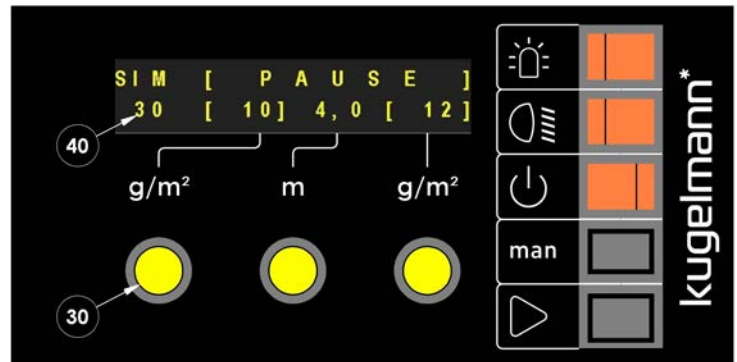 SIM [ PAUSE ]
30 [ 10] 4,0 [ 12]
40
g/m² m g/m²
30
man
kugelmann*